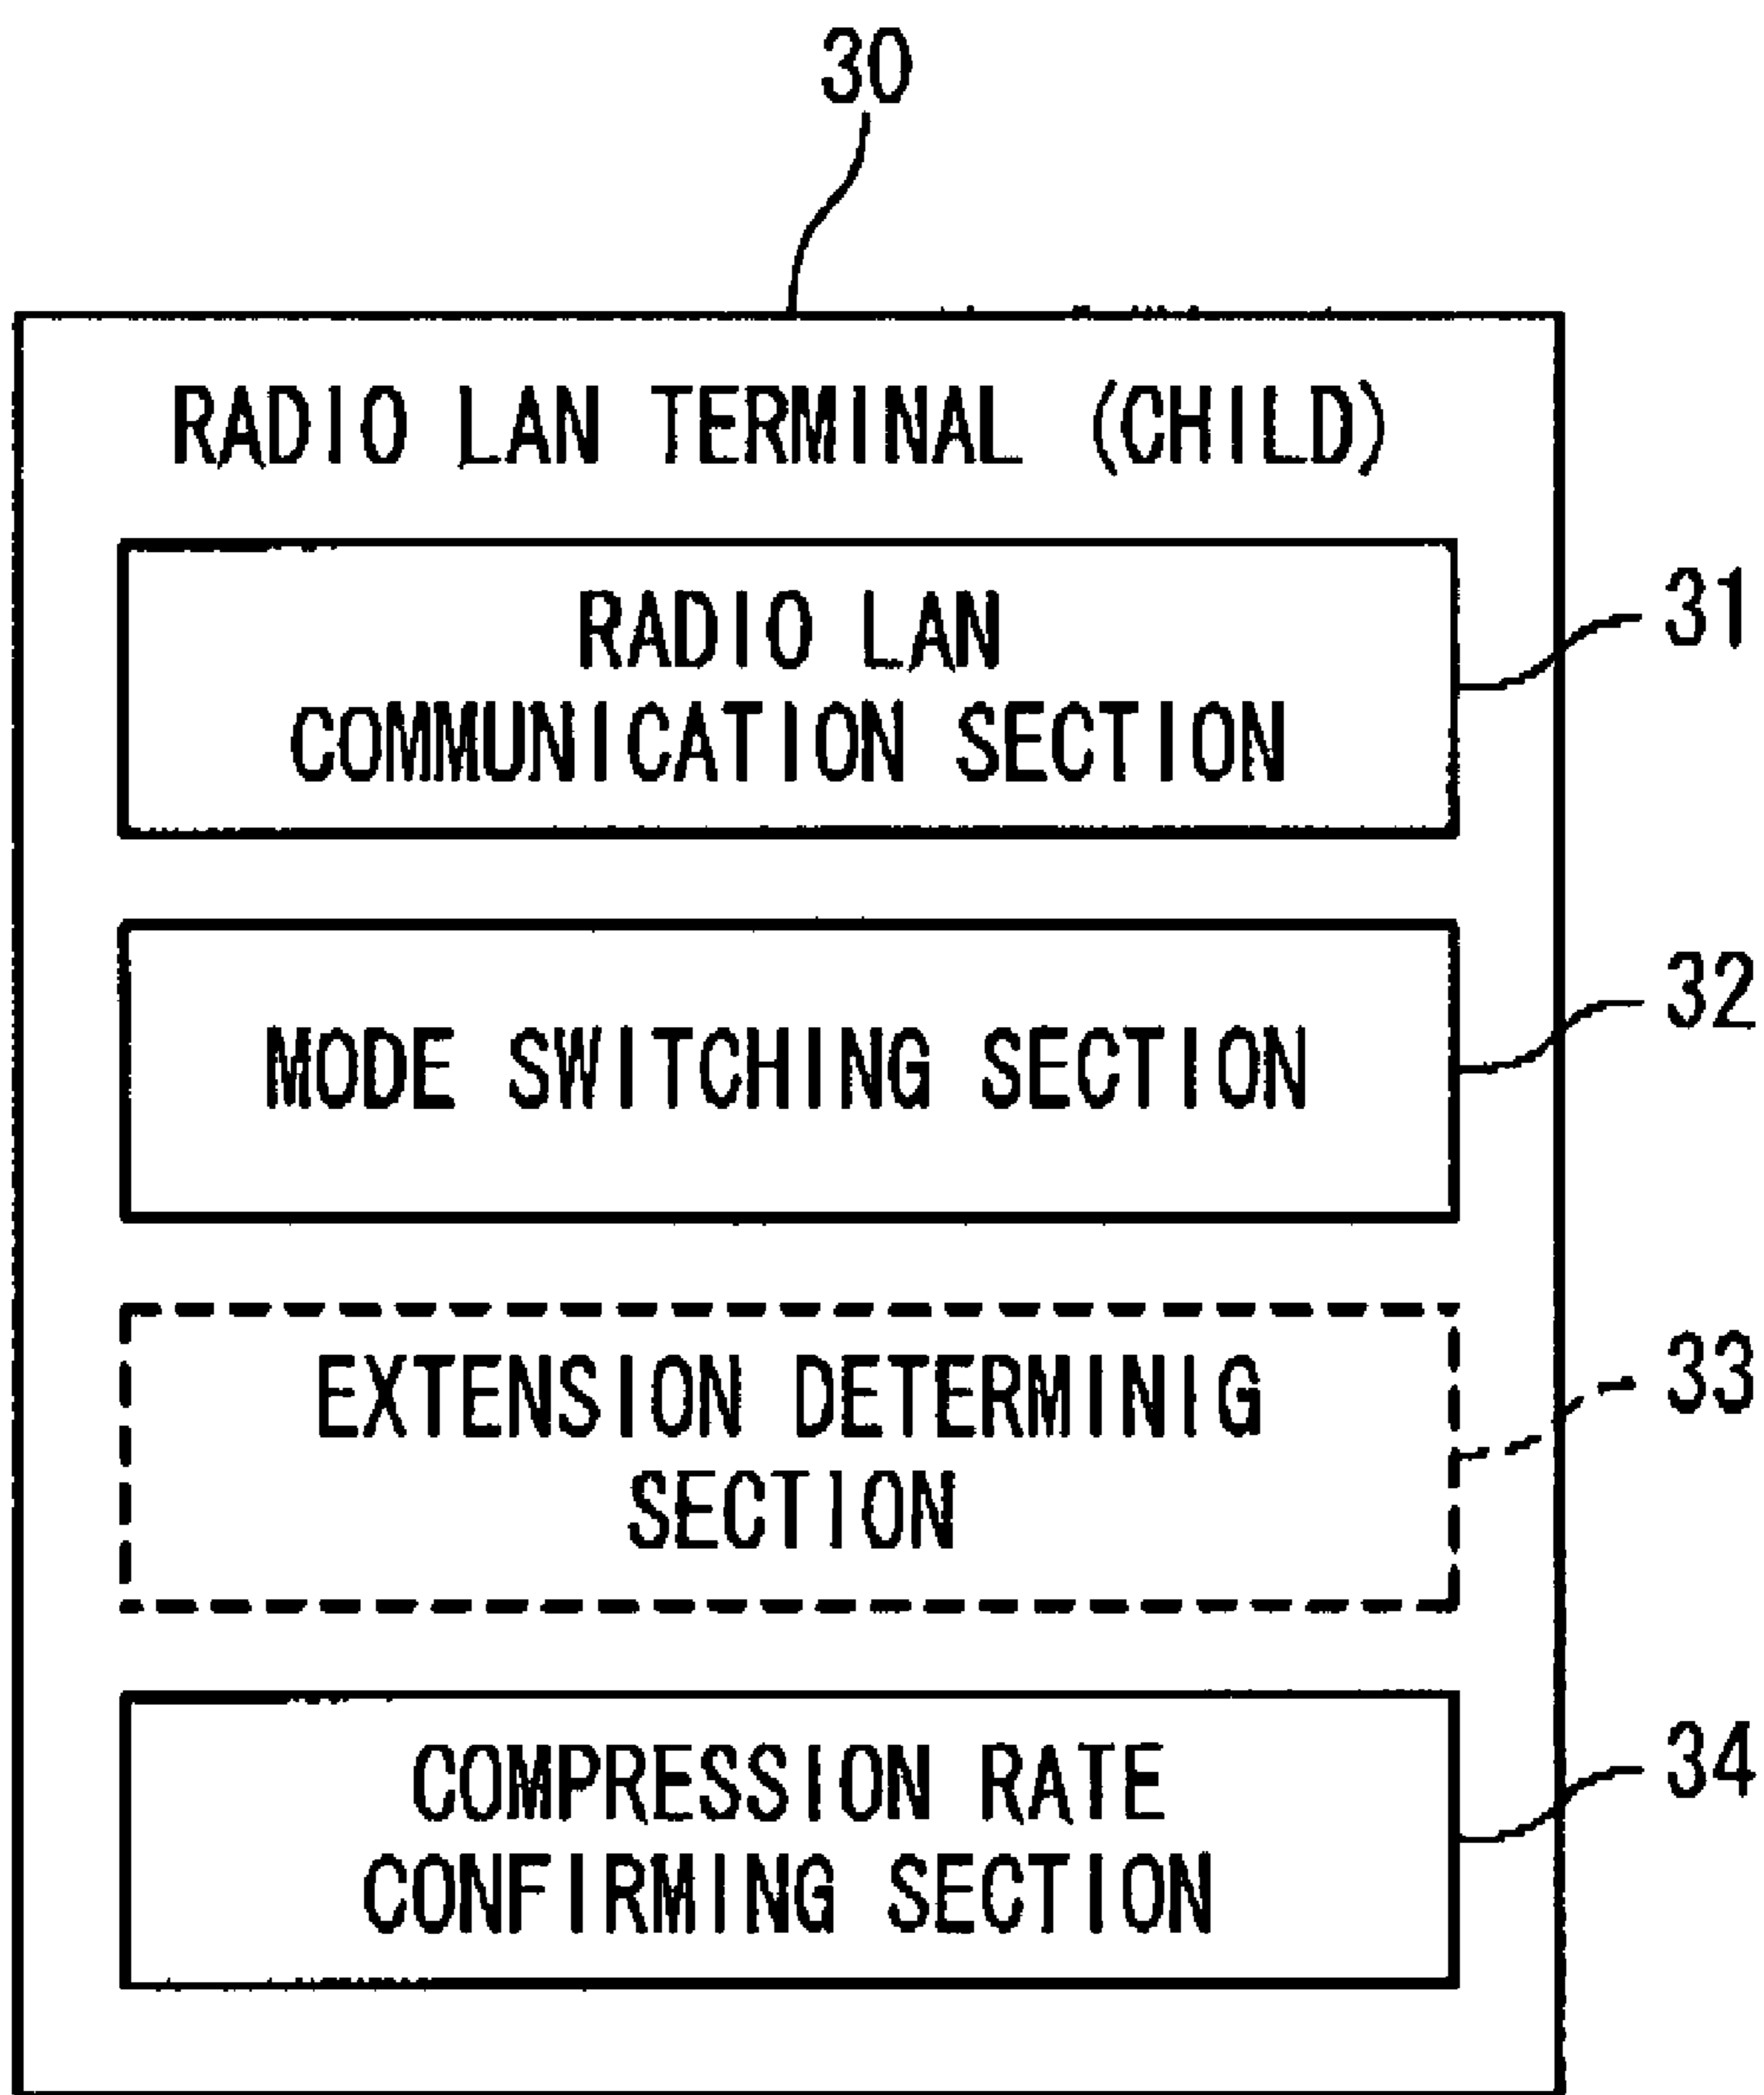 30
RADIO LAN TERMINAL (CHILD)
RADIO LAN
COMMUNICATION SECTION
31
MODE SWITCHING SECTION
32
EXTENSION DETERMINIG
SECTION
33
COMPRESSION RATE
CONFIRMING SECTION
34